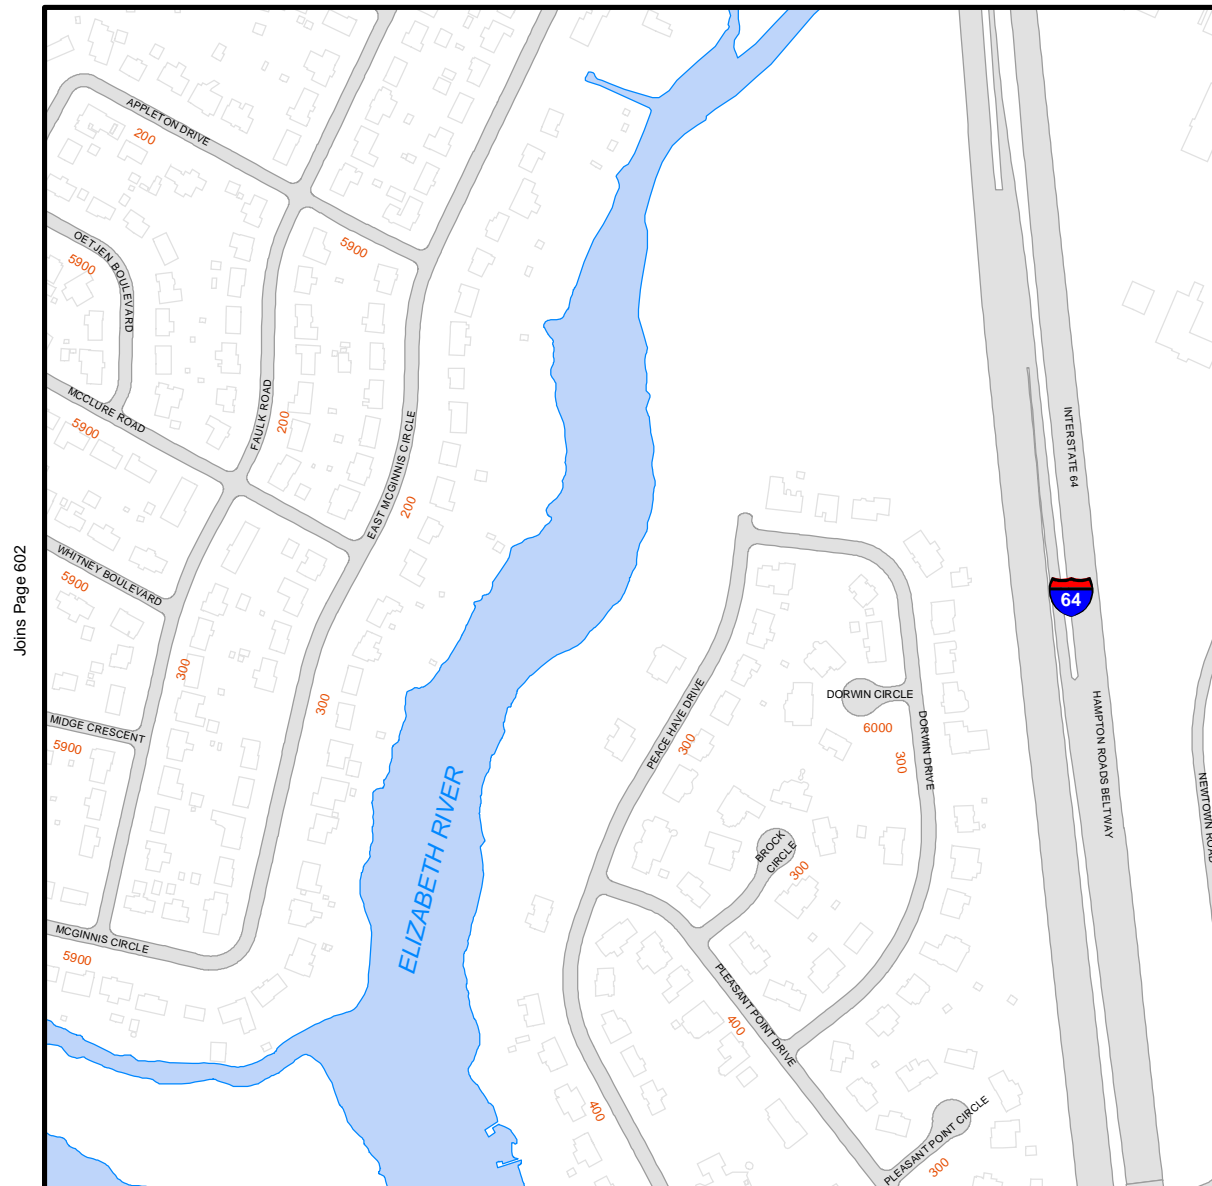 APPLETON DRIVE
200
OETJEN BOULEVARD
5900
5900
MCCLURE ROAD
5900
FAULK ROAD
200
EAST MCGINNIS CIRCLE
200
INTERSTATE 64
Joins Page 602
WHITNEY BOULEVARD
5900
64
300
300
MIDGE CRESCENT
5900
PEACE HAVE DRIVE
300
DORWIN CIRCLE
6000
DORWIN DRIVE
300
HAMPTON ROADS BELTWAY
NEWTOWN ROAD
ELIZABETH RIVER
BROCK
CIRCLE
300
MCGINNIS CIRCLE
5900
PLEASANT POINT DRIVE
400
400
PLEASANT POINT CIRCLE
300